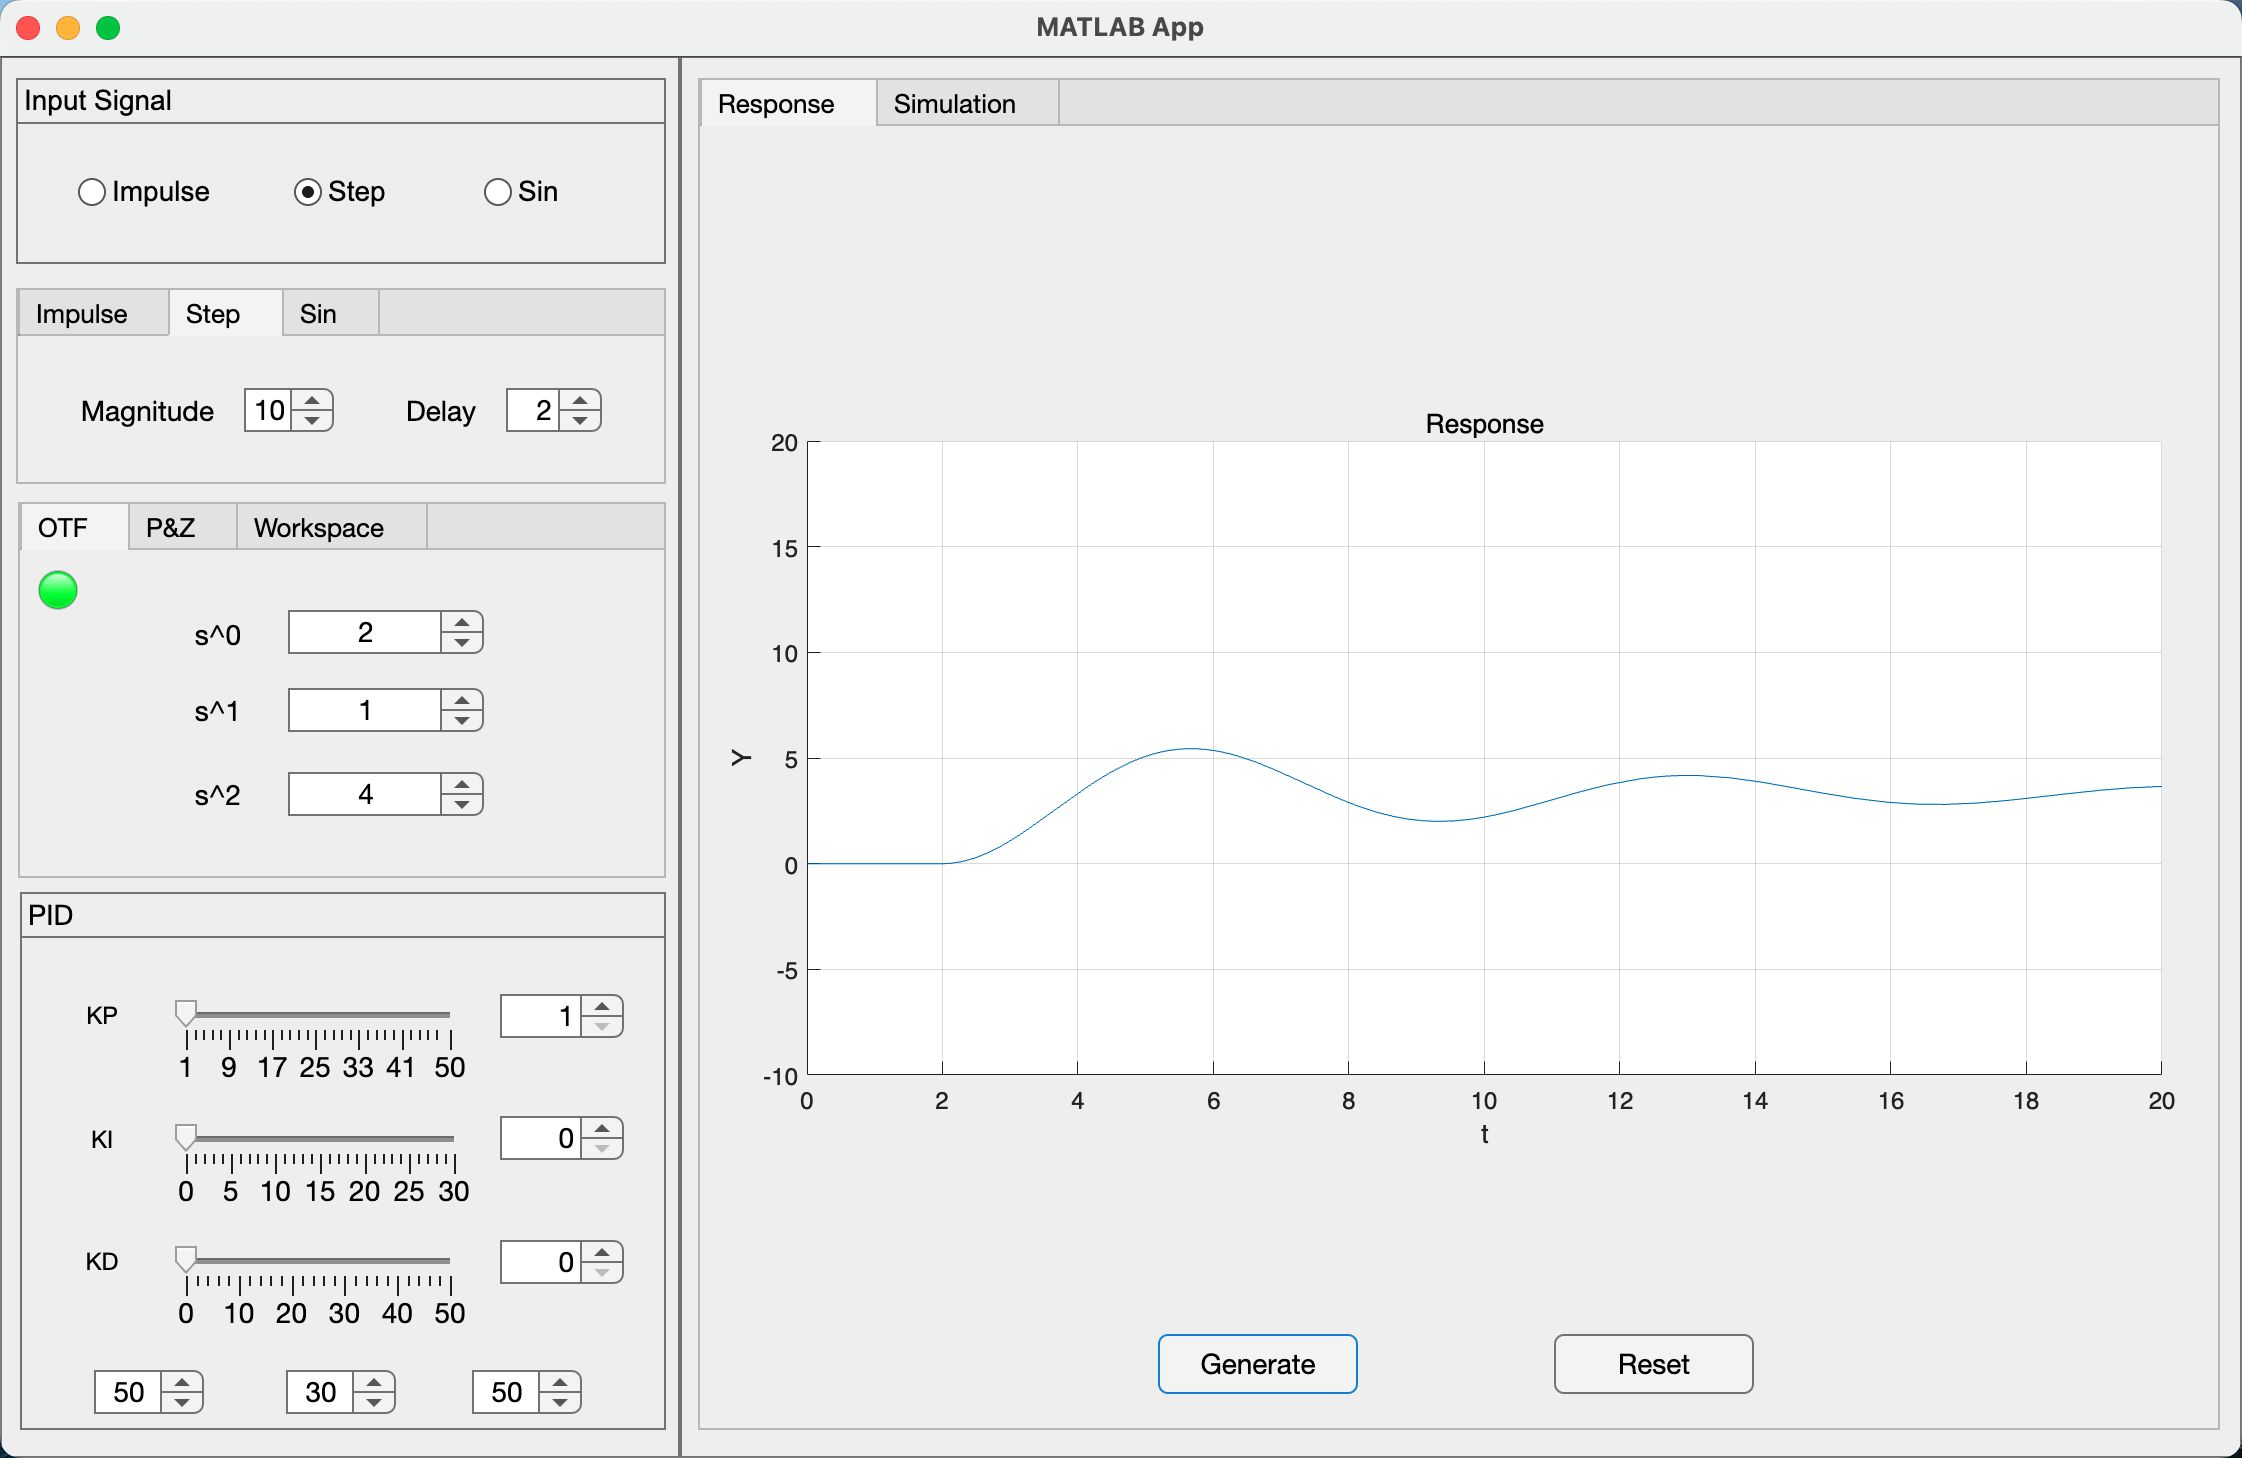 MATLAB App
Input Signal
Impulse Step Sin
Impulse Step Sin
Magnitude 10 Delay 2
OTF P&Z Workspace
s^0 2
s^1 1
s^2 4
PID
KP 1
1 9 17 25 33 41 50
KI 0
0 5 10 15 20 25 30
KD 0
0 10 20 30 40 50
50 30 50
Response Simulation
Response
20
15
10
5
0
-5
-10
Y
0 2 4 6 8 10 12 14 16 18 20
t
Generate Reset